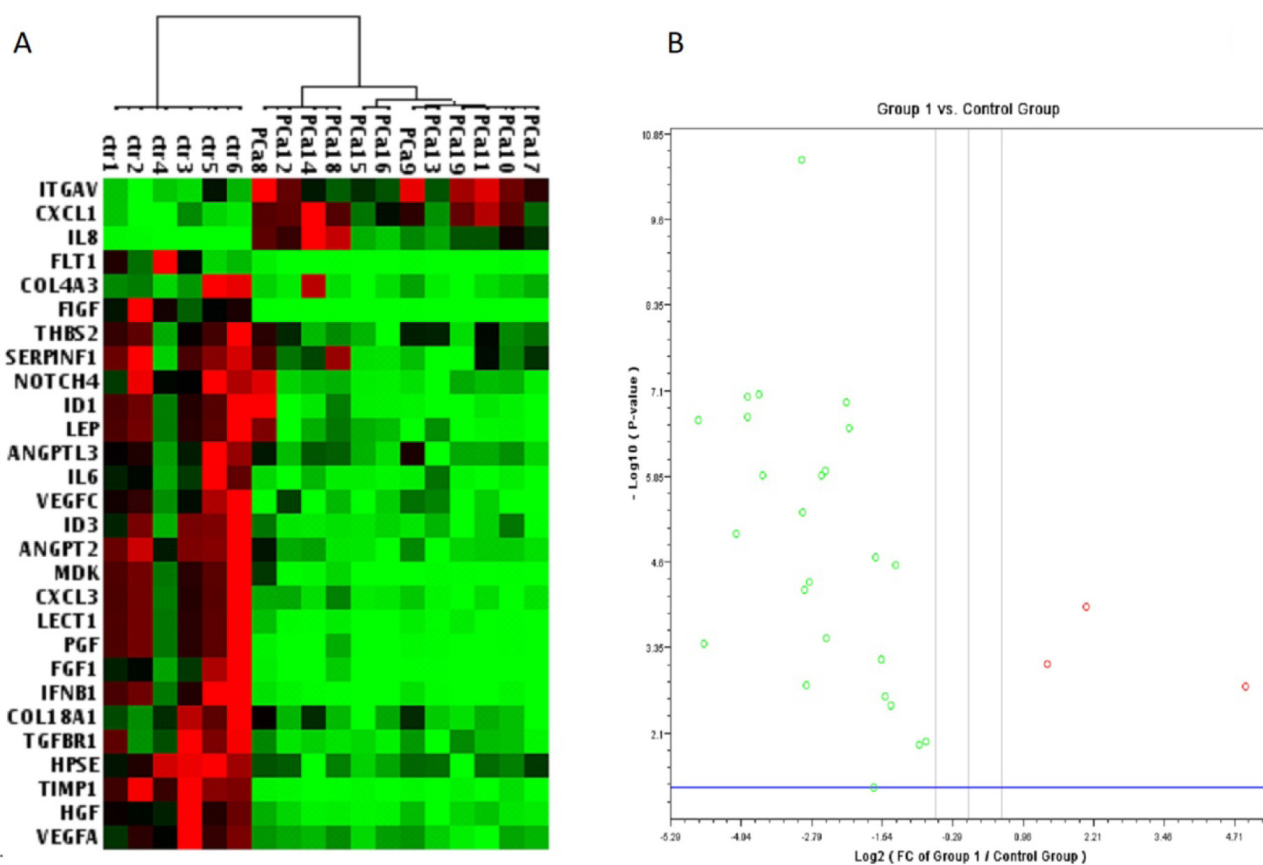 A
B
ctr1 ctr2 ctr4 ctr3 ctr5 ctr6 PCa8 PCa12 PCa14 PCa18 PCa15 PCa16 PCa9 PCa13 PCa19 PCa11 PCa10 PCa17
ITGAV
CXCL1
IL8
FLT1
COL4A3
FIGF
THBS2
SERPINF1
NOTCH4
ID1
LEP
ANGPTL3
IL6
VEGFC
ID3
ANGPT2
MDK
CXCL3
LECT1
PGF
FGF1
IFNB1
COL18A1
TGFBR1
HPSE
TIMP1
HGF
VEGFA
Group 1 vs. Control Group
10.85
9.6
8.35
7.1
5.85
4.6
3.35
2.1
- Log10 ( P-value )
-5.29 -4.04 -2.79 -1.54 -0.29 0.96 2.21 3.46 4.71
Log2 ( FC of Group 1 / Control Group )